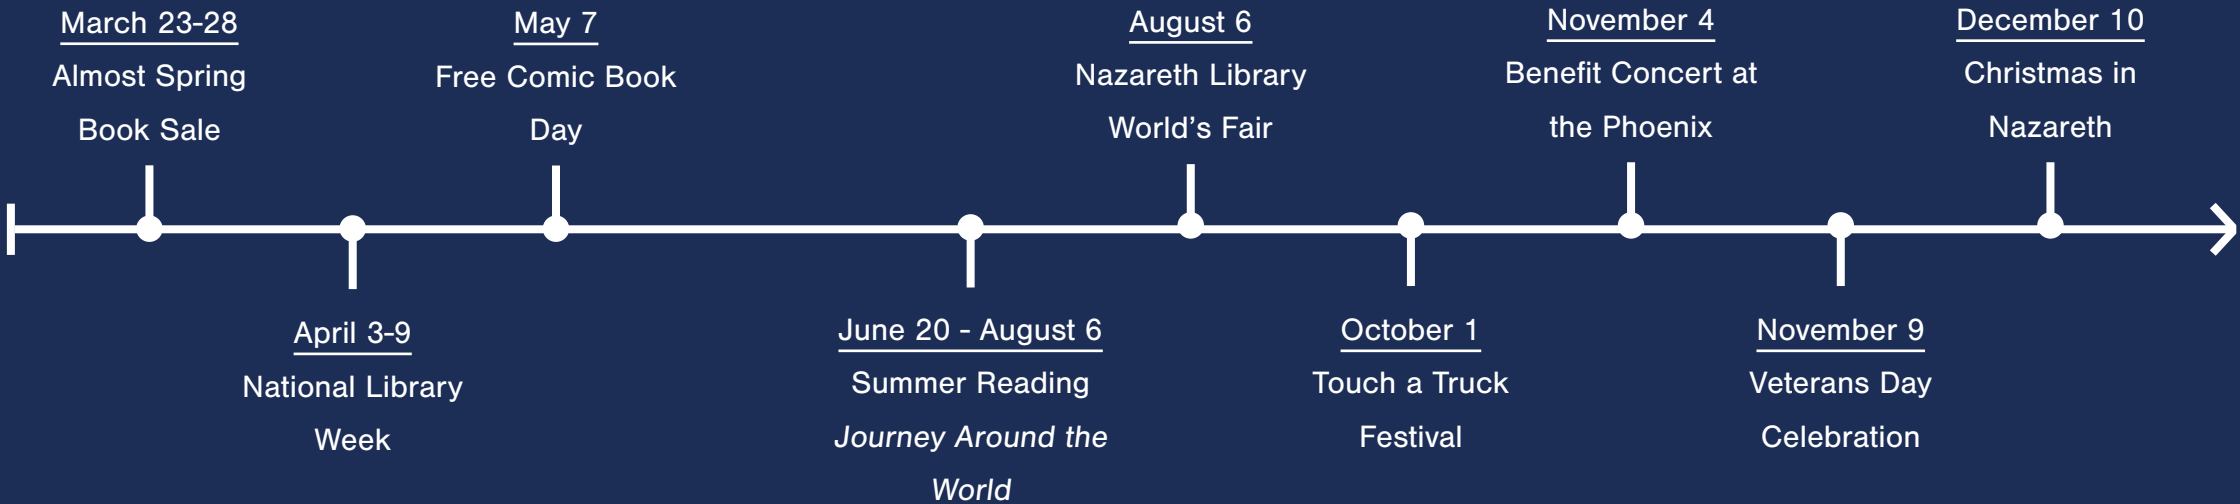 March 23-28
Almost Spring
Book Sale
April 3-9
National Library
Week
May 7
Free Comic Book
Day
June 20 - August 6
Summer Reading
Journey Around the
World
August 6
Nazareth Library
World’s Fair
October 1
Touch a Truck
Festival
November 4
Benefit Concert at
the Phoenix
November 9
Veterans Day
Celebration
December 10
Christmas in
Nazareth